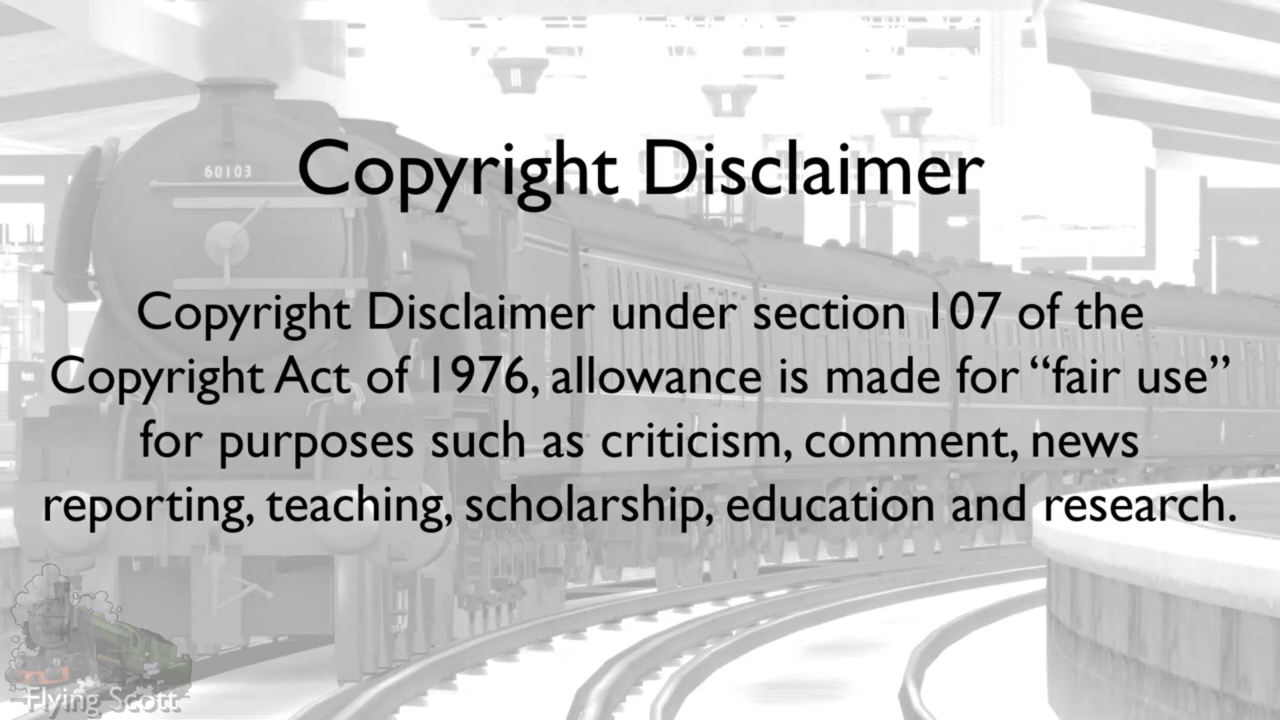 60103
Copyright Disclaimer
Copyright Disclaimer under section 107 of the
Copyright Act of 1976, allowance is made for “fair use”
for purposes such as criticism, comment, news
reporting, teaching, scholarship, education and research.
Flying Scott